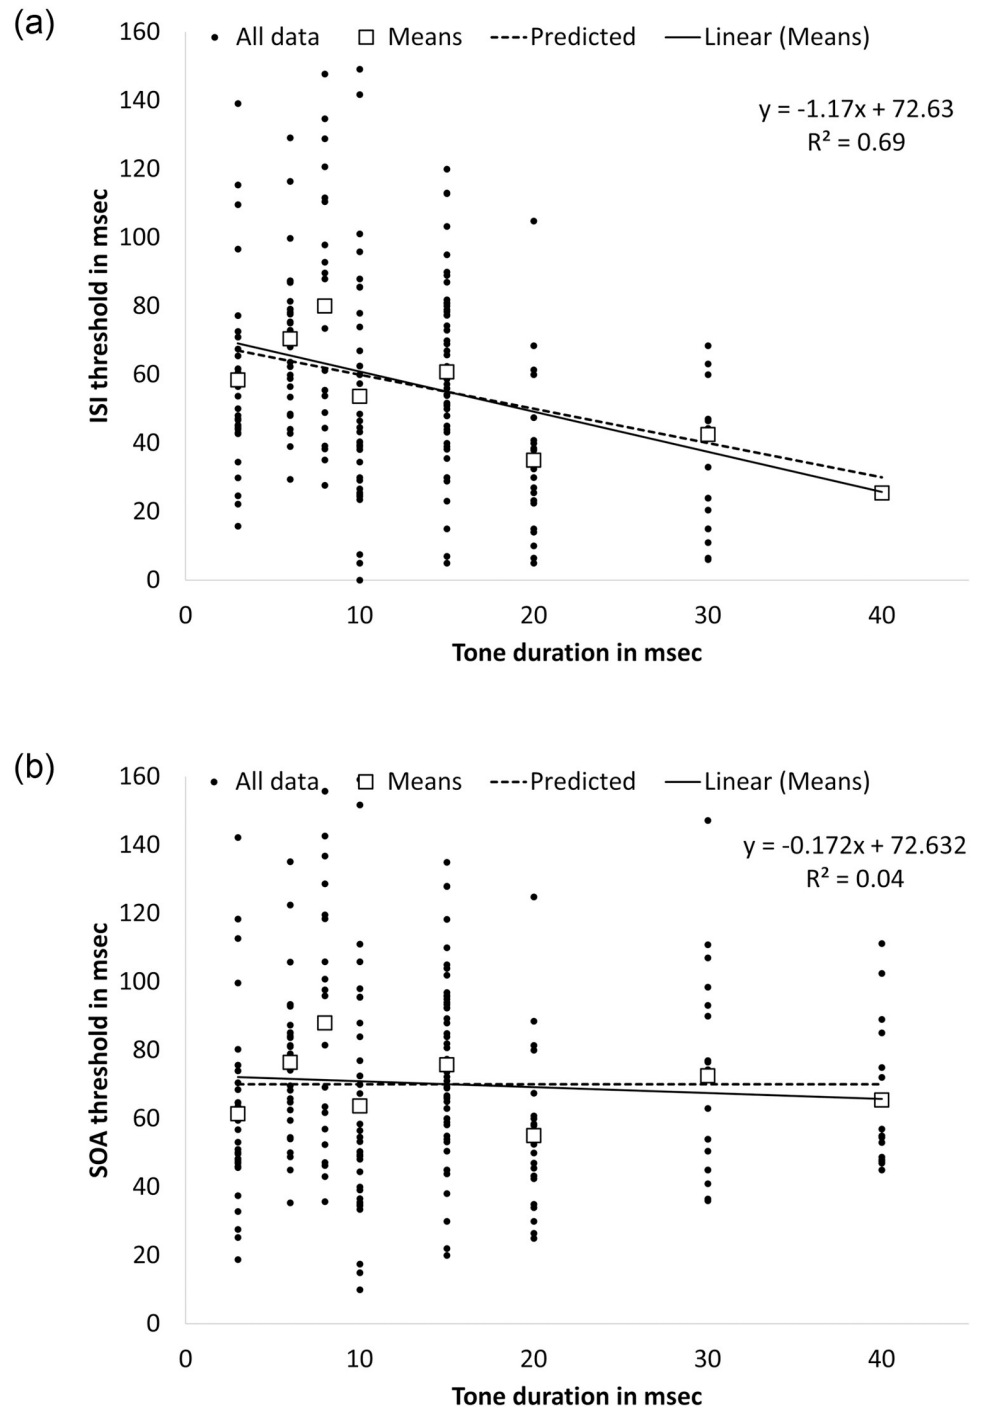 (a)
160 All data Means Predicted Linear (Means)
140
y = -1.17x + 72.63
R² = 0.69
120
100
80
60
40
20
0
ISI threshold in msec
0 10 20 30 40
Tone duration in msec
(b)
160 All data Means Predicted Linear (Means)
140
y = -0.172x + 72.632
R² = 0.04
120
100
80
60
40
20
0
SOA threshold in msec
0 10 20 30 40
Tone duration in msec